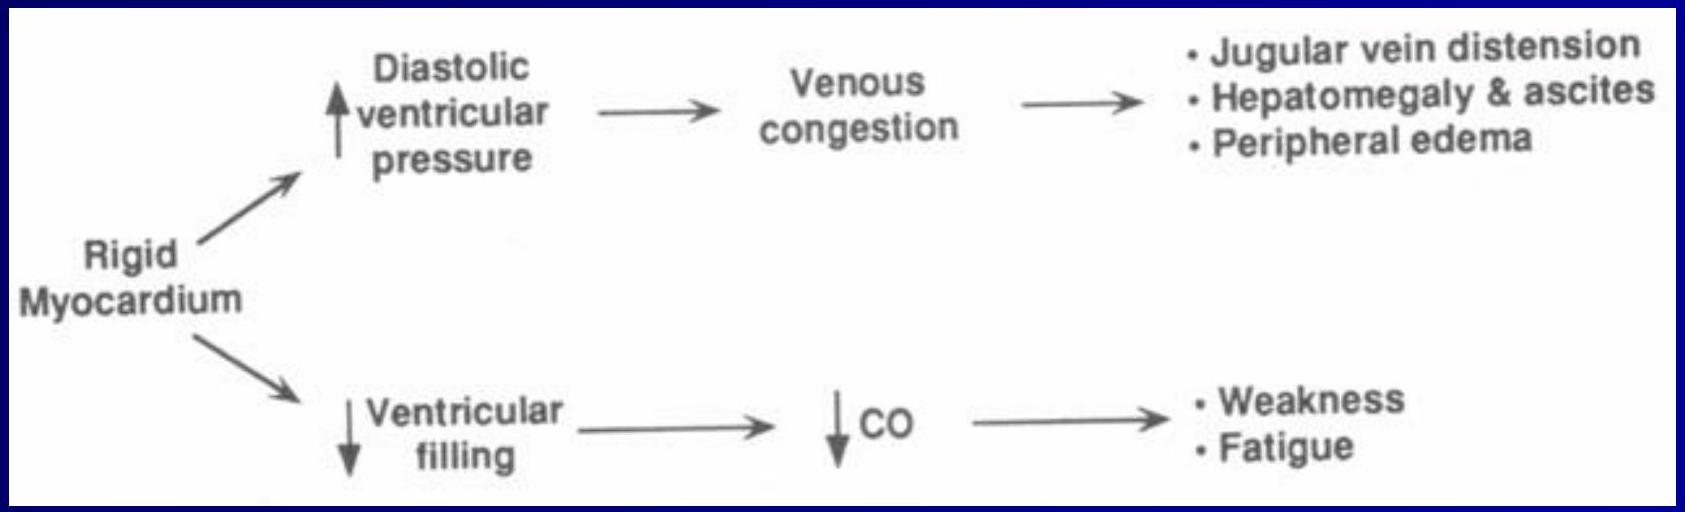 Rigid
Myocardium
Diastolic
ventricular
pressure
Venous
congestion
• Jugular vein distension
• Hepatomegaly & ascites
• Peripheral edema
Ventricular
filling
CO
• Weakness
• Fatigue